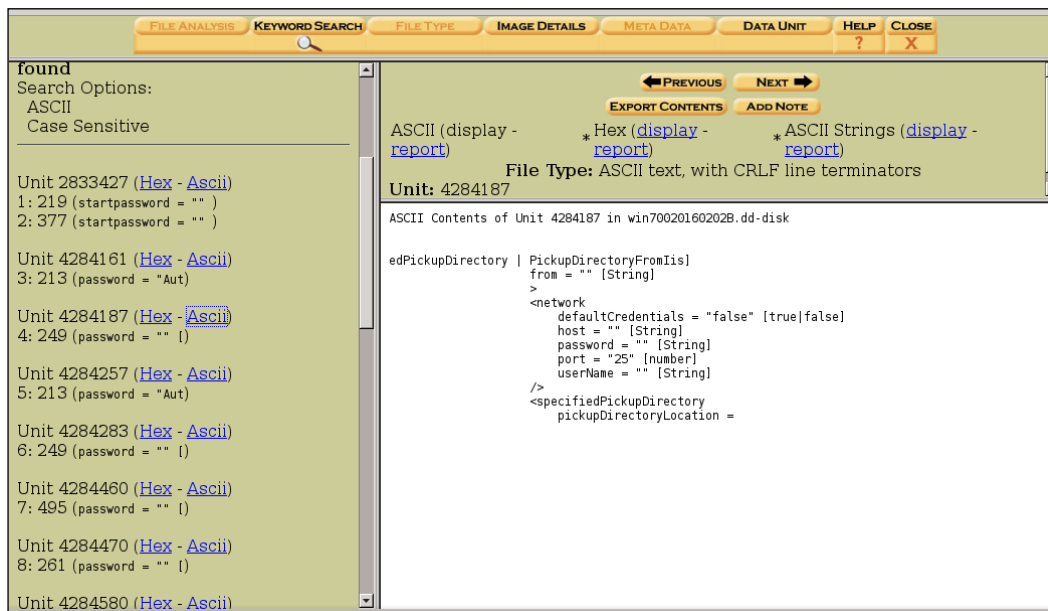 FILE ANALYSIS KEYWORD SEARCH FILE TYPE IMAGE DETAILS META DATA DATA UNIT HELP CLOSE
? X
found
Search Options:
ASCII
Case Sensitive
Unit 2833427 (Hex - Ascii)
1: 219 (startpassword = "" )
2: 377 (startpassword = "" )
Unit 4284161 (Hex - Ascii)
3: 213 (password = "Aut)
Unit 4284187 (Hex - Ascii)
4: 249 (password = "" [)
Unit 4284257 (Hex - Ascii)
5: 213 (password = "Aut)
Unit 4284283 (Hex - Ascii)
6: 249 (password = "" [)
Unit 4284460 (Hex - Ascii)
7: 495 (password = "" [)
Unit 4284470 (Hex - Ascii)
8: 261 (password = "" [)
Unit 4284580 (Hex - Ascii)
PREVIOUS NEXT
EXPORT CONTENTS ADD NOTE
ASCII (display - report) * Hex (display - report) * ASCII Strings (display - report)
File Type: ASCII text, with CRLF line terminators
Unit: 4284187
ASCII Contents of Unit 4284187 in win70020160202B.dd-disk
edPickupDirectory | PickupDirectoryFromIis]
from = "" [String]
>
<network
defaultCredentials = "false" [true|false]
host = "" [String]
password = "" [String]
port = "25" [number]
userName = "" [String]
/>
<specifiedPickupDirectory
pickupDirectoryLocation =